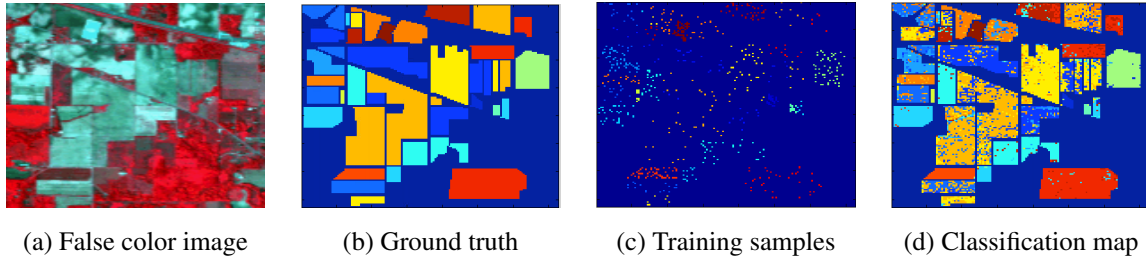 (a) False color image
(b) Ground truth
(c) Training samples
(d) Classification map